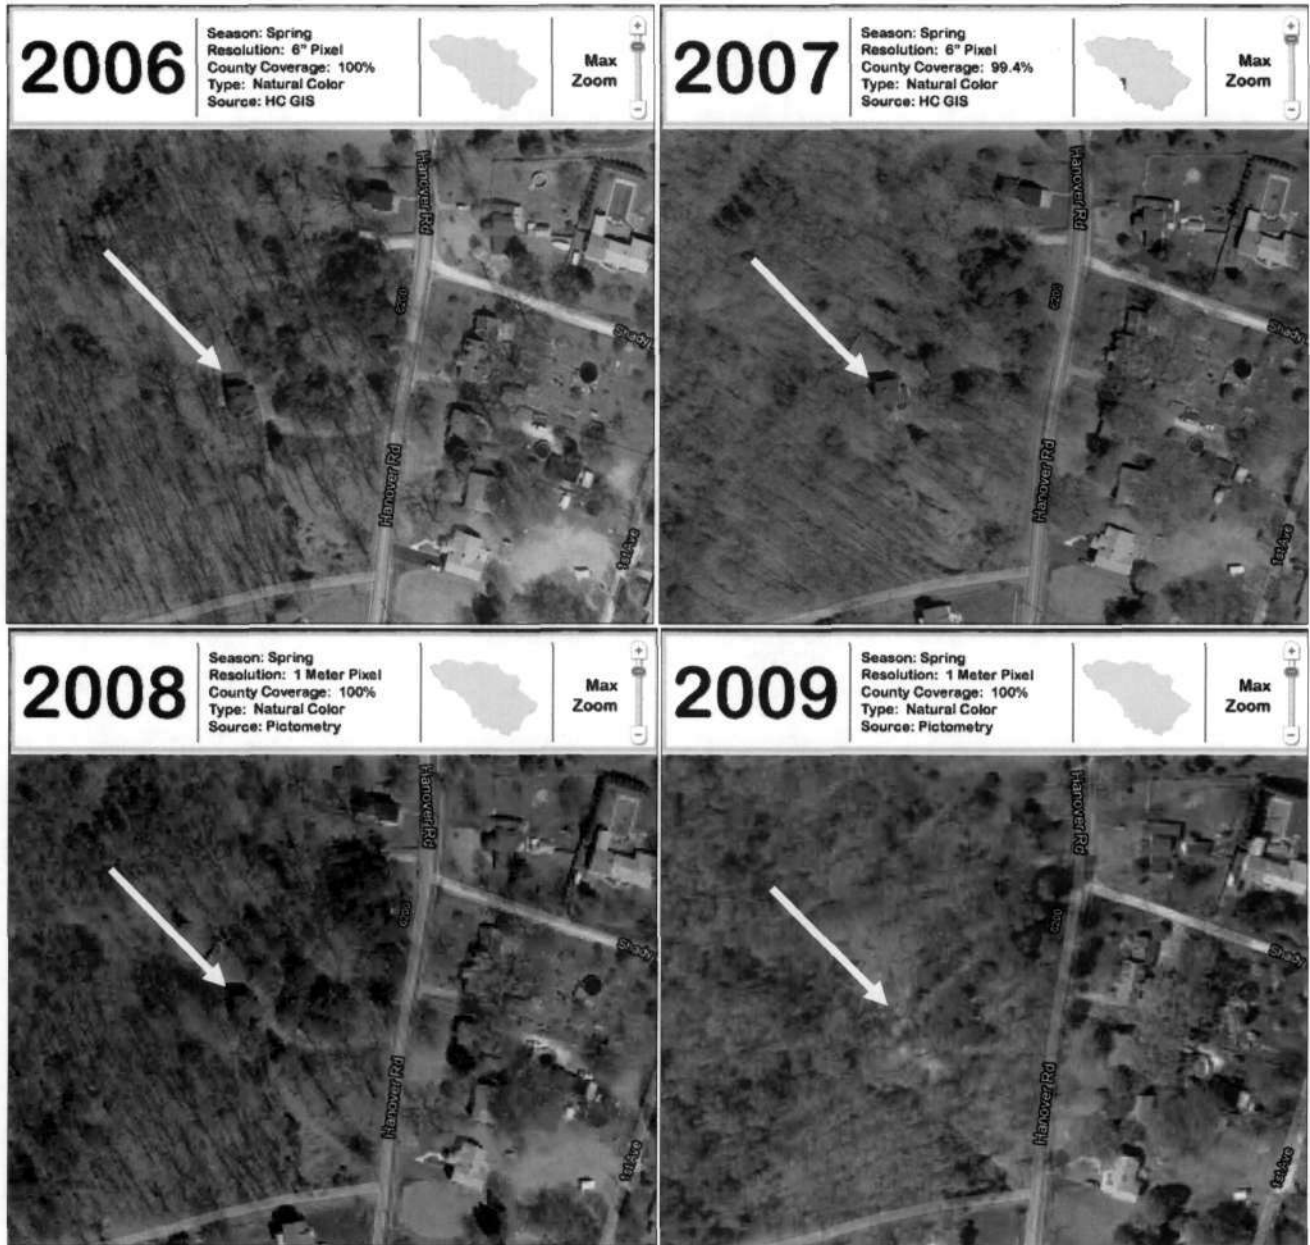 2006
Season: Spring
Resolution: 6" Pixel
County Coverage: 100%
Type: Natural Color
Source: HC GIS
Max
Zoom
+
−
Hanover Rd
6200
Shady
Hanover Rd
1st Ave
2007
Season: Spring
Resolution: 6" Pixel
County Coverage: 99.4%
Type: Natural Color
Source: HC GIS
Max
Zoom
+
−
Hanover Rd
6200
Shady
Hanover Rd
1st Ave
2008
Season: Spring
Resolution: 1 Meter Pixel
County Coverage: 100%
Type: Natural Color
Source: Pictometry
Max
Zoom
+
−
Hanover Rd
6200
Shady
Hanover Rd
1st Ave
2009
Season: Spring
Resolution: 1 Meter Pixel
County Coverage: 100%
Type: Natural Color
Source: Pictometry
Max
Zoom
+
−
Hanover Rd
6200
Shady
Hanover Rd
1st Ave